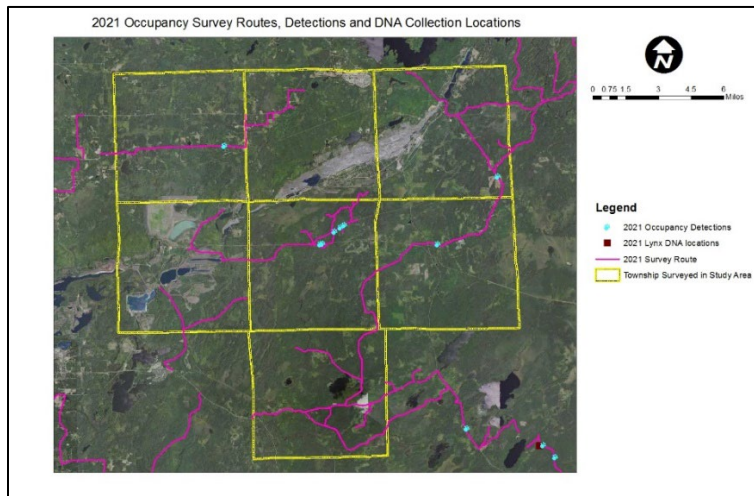 2021 Occupancy Survey Routes, Detections and DNA Collection Locations
N
0 0.75 1.5 3 4.5 6
Miles
Legend
2021 Occupancy Detections
2021 Lynx DNA locations
2021 Survey Route
Township Surveyed in Study Area